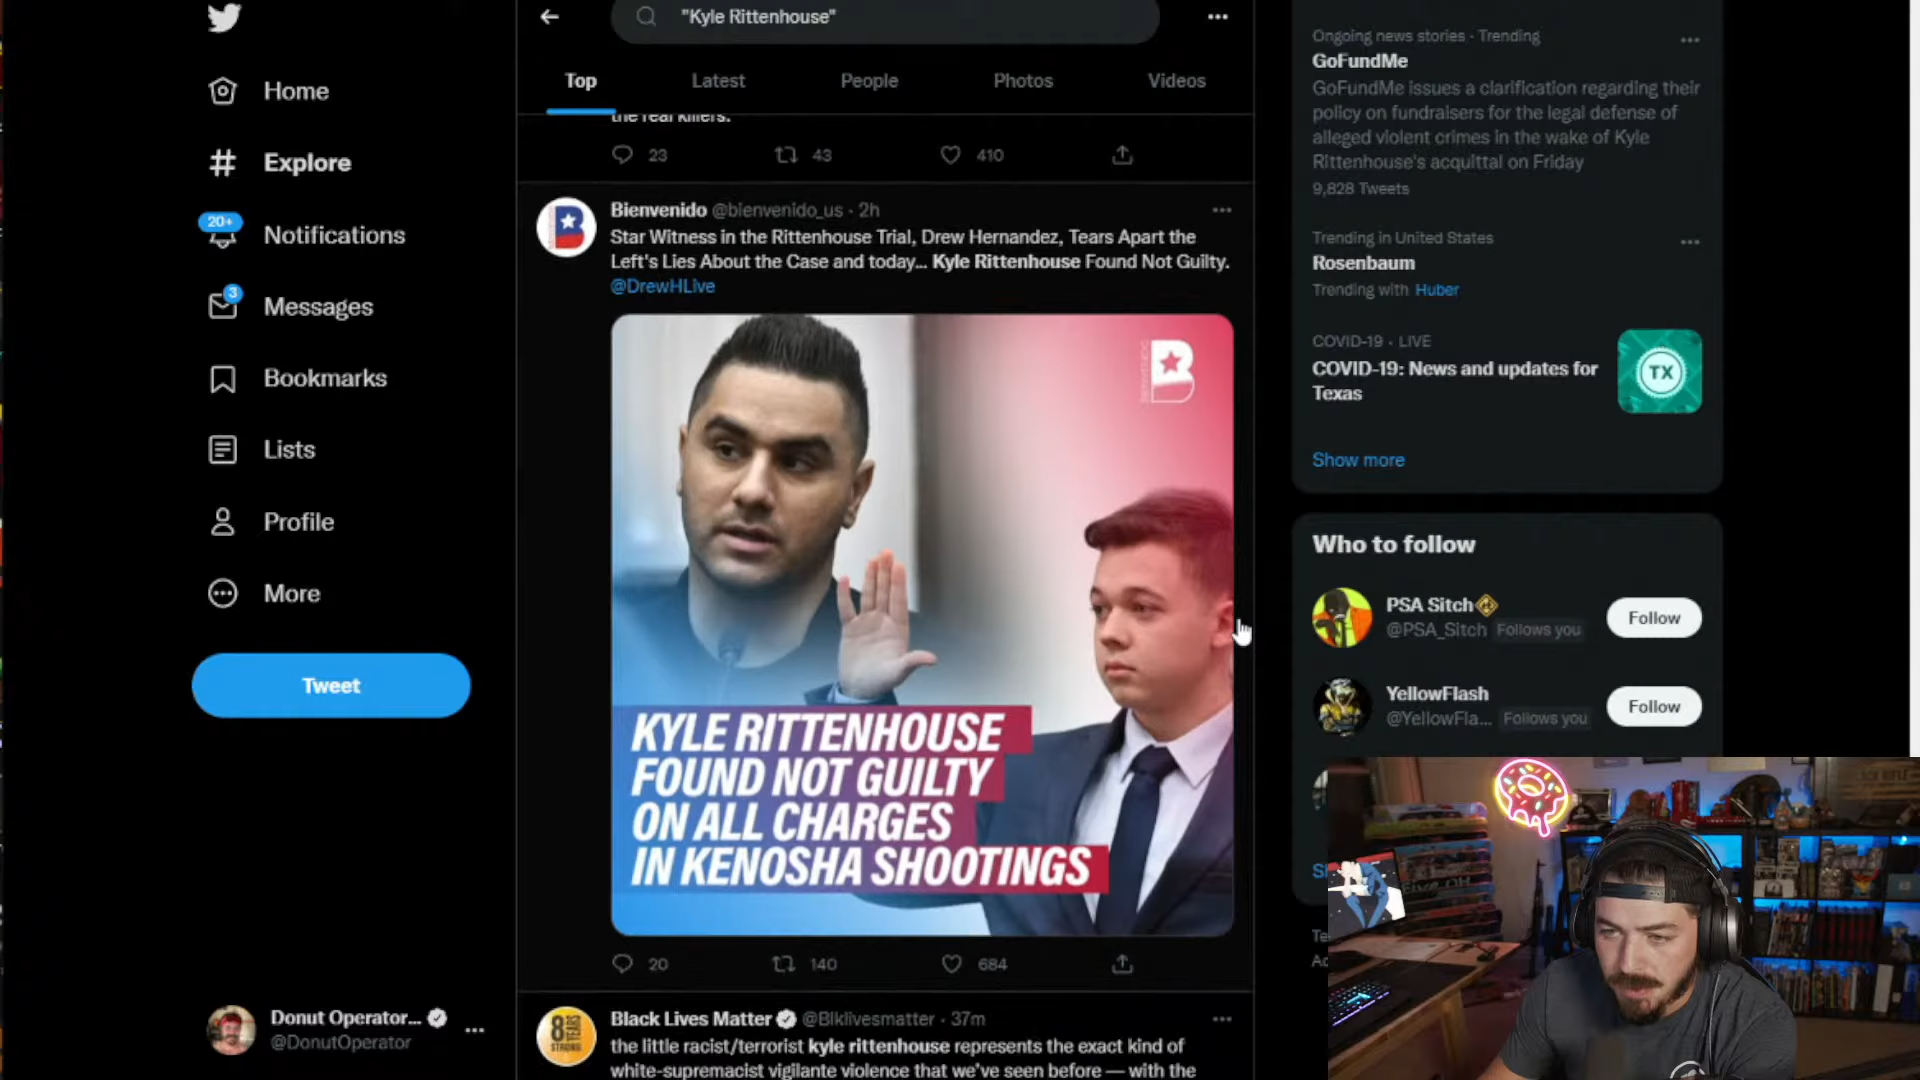 "Kyle Rittenhouse"
Home
Explore
20+
Notifications
3
Messages
Bookmarks
Lists
Profile
More
Tweet
Donut Operator...
@DonutOperator
Top
Latest
People
Photos
Videos
the real killers.
23
43
410
Bienvenido @bienvenido_us · 2h
Star Witness in the Rittenhouse Trial, Drew Hernandez, Tears Apart the
Left's Lies About the Case and today... Kyle Rittenhouse Found Not Guilty.
@DrewHLive
B
KYLE RITTENHOUSE
FOUND NOT GUILTY
ON ALL CHARGES
IN KENOSHA SHOOTINGS
20
140
684
8 YEARS
STRONG
Black Lives Matter @Blklivesmatter · 37m
the little racist/terrorist kyle rittenhouse represents the exact kind of
white-supremacist vigilante violence that we've seen before — with the
Ongoing news stories · Trending
GoFundMe
GoFundMe issues a clarification regarding their
policy on fundraisers for the legal defense of
alleged violent crimes in the wake of Kyle
Rittenhouse's acquittal on Friday
9,828 Tweets
Trending in United States
Rosenbaum
Trending with Huber
COVID-19 · LIVE
COVID-19: News and updates for
Texas
TX
Show more
Who to follow
PSA Sitch
@PSA_Sitch Follows you
Follow
YellowFlash
@YellowFla... Follows you
Follow